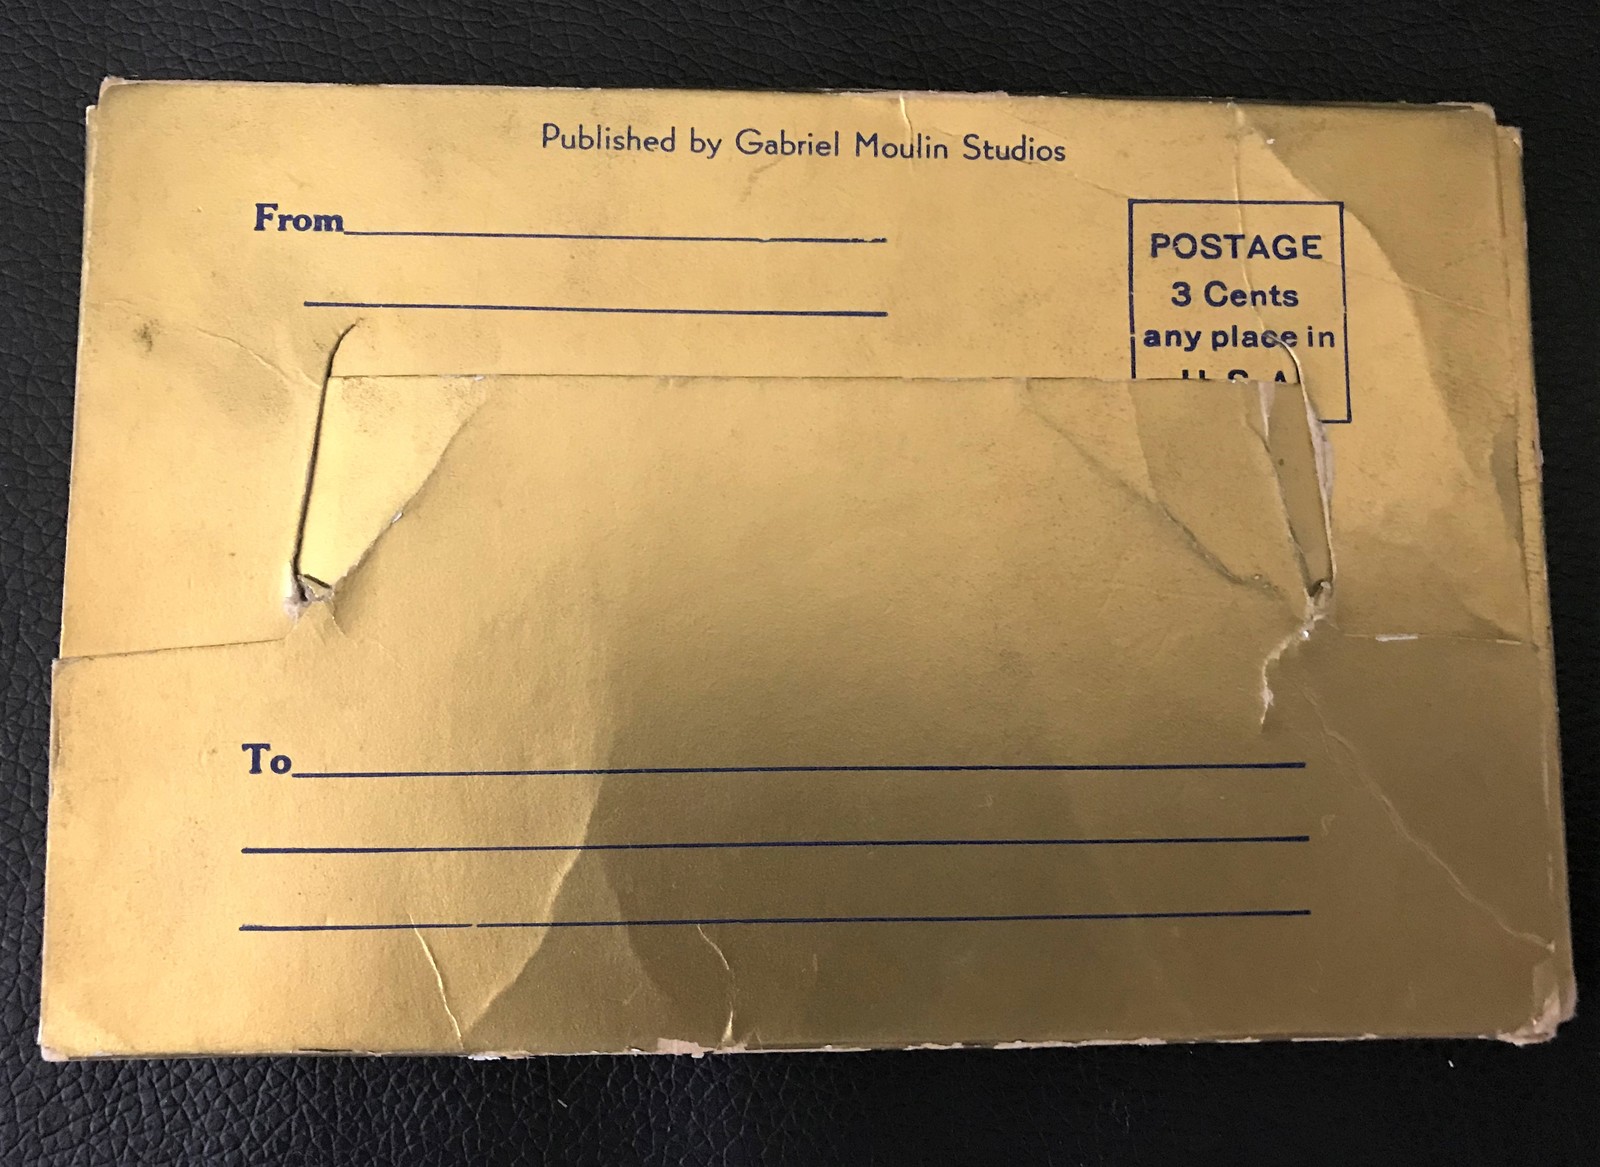 Published by Gabriel Moulin Studios
From
POSTAGE
3 Cents
any place in
U.S.A.
To